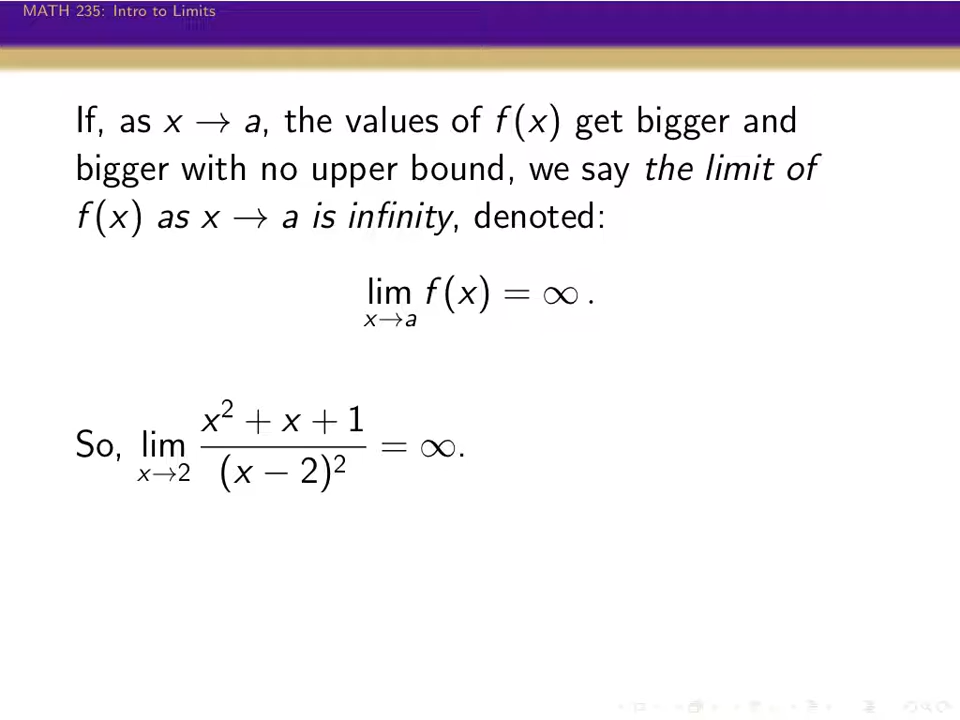 MATH 235: Intro to Limits
If, as x → a, the values of f(x) get bigger and
bigger with no upper bound, we say the limit of
f(x) as x → a is infinity, denoted:
lim f(x) = ∞ .
x→a
x² + x + 1
So, lim = ∞.
x→2 (x − 2)²